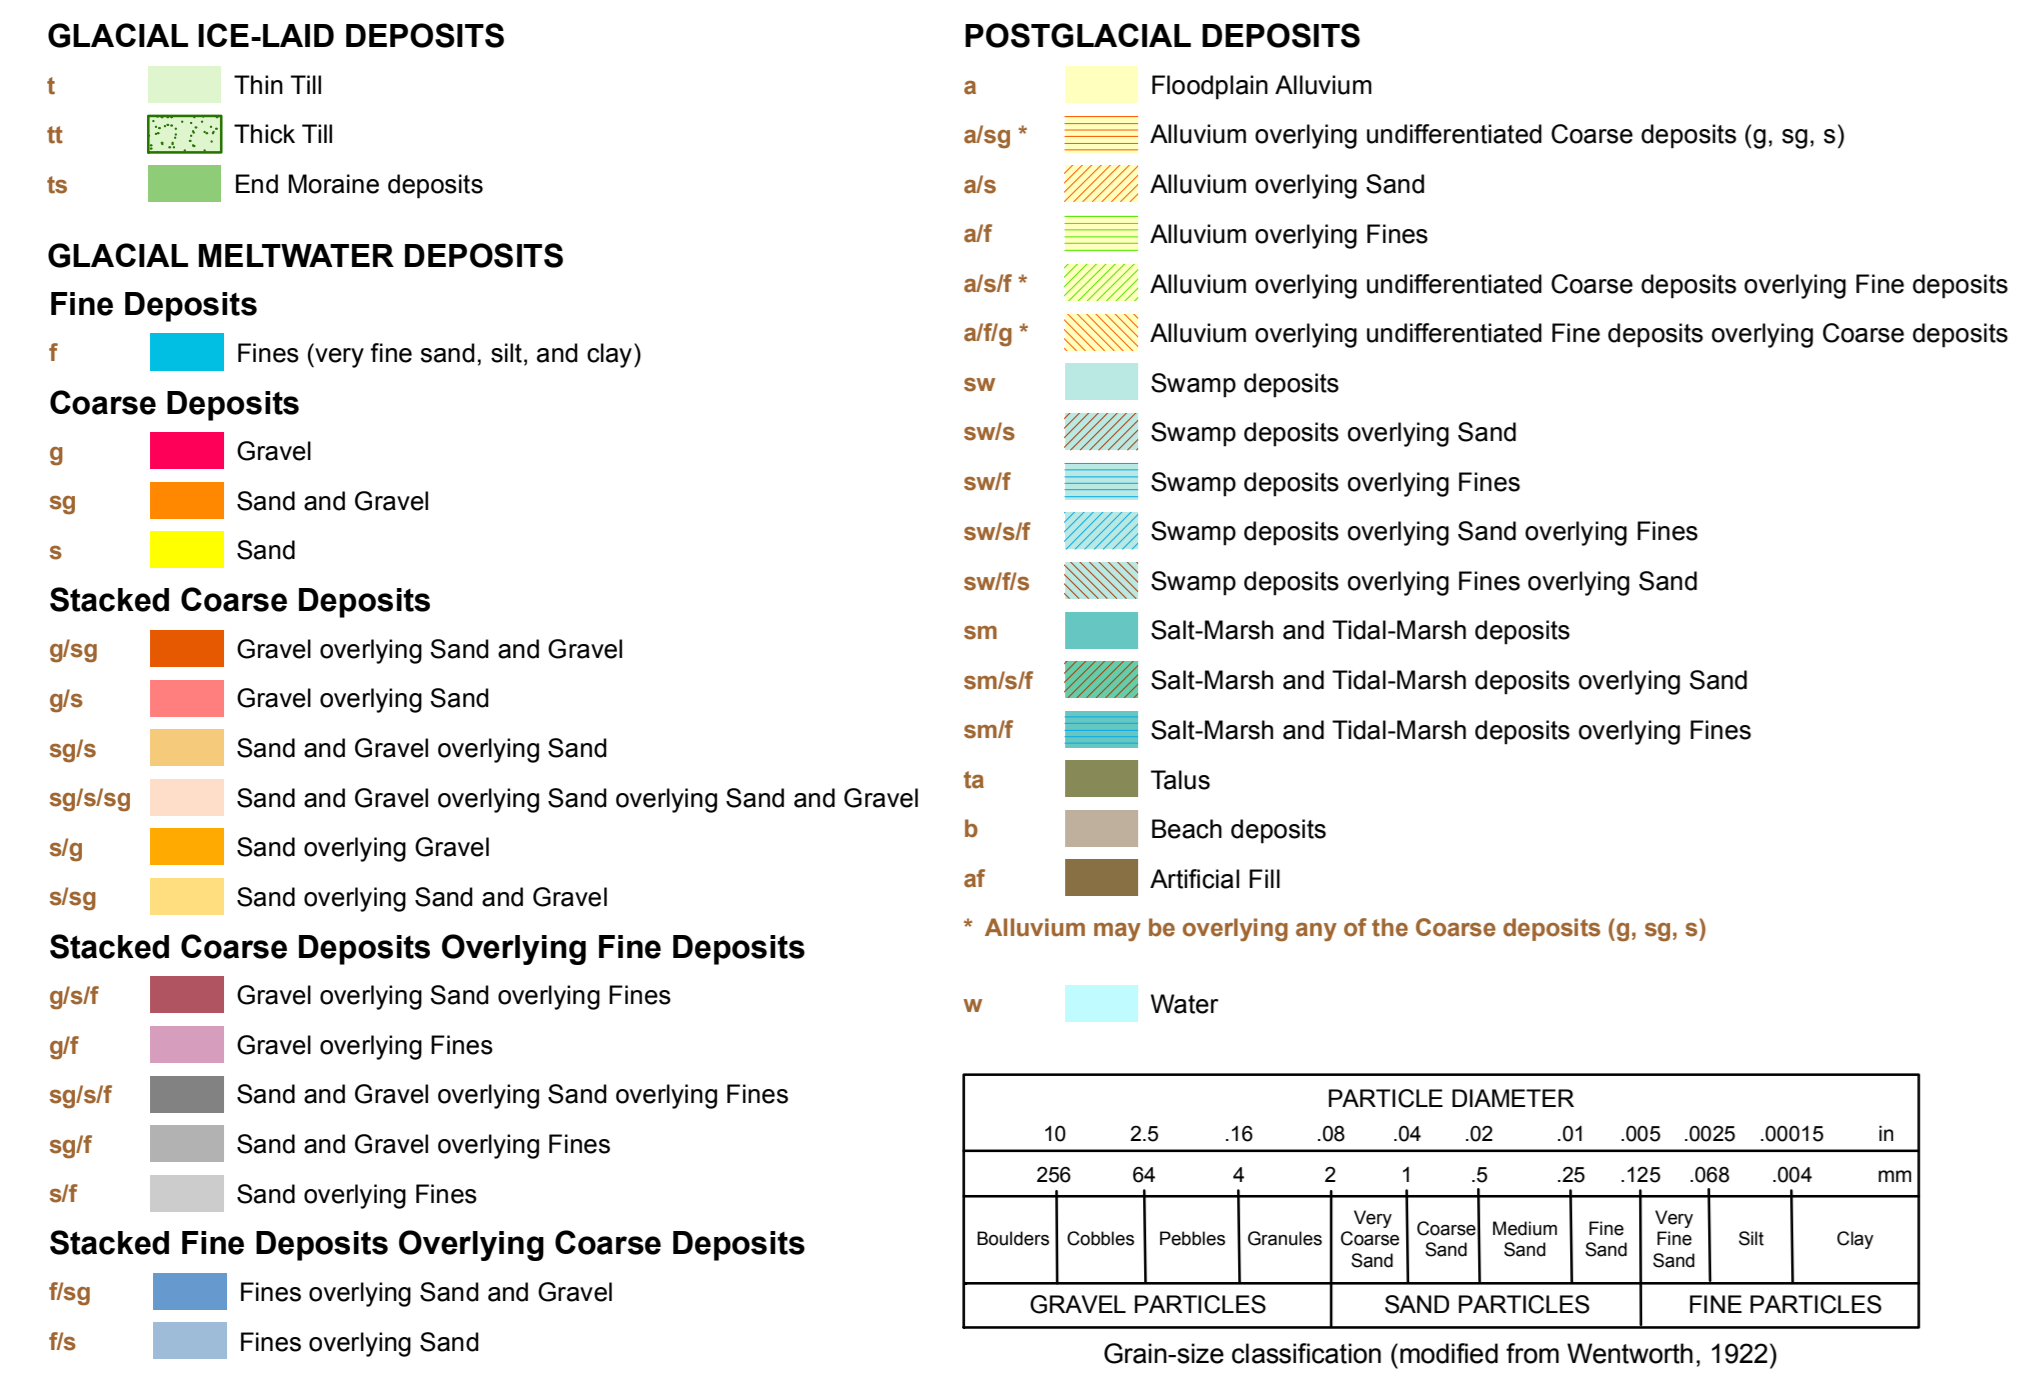 GLACIAL ICE-LAID DEPOSITS
t Thin Till
tt Thick Till
ts End Moraine deposits
GLACIAL MELTWATER DEPOSITS
Fine Deposits
f Fines (very fine sand, silt, and clay)
Coarse Deposits
g Gravel
sg Sand and Gravel
s Sand
Stacked Coarse Deposits
g/sg Gravel overlying Sand and Gravel
g/s Gravel overlying Sand
sg/s Sand and Gravel overlying Sand
sg/s/sg Sand and Gravel overlying Sand overlying Sand and Gravel
s/g Sand overlying Gravel
s/sg Sand overlying Sand and Gravel
Stacked Coarse Deposits Overlying Fine Deposits
g/s/f Gravel overlying Sand overlying Fines
g/f Gravel overlying Fines
sg/s/f Sand and Gravel overlying Sand overlying Fines
sg/f Sand and Gravel overlying Fines
s/f Sand overlying Fines
Stacked Fine Deposits Overlying Coarse Deposits
f/sg Fines overlying Sand and Gravel
f/s Fines overlying Sand
POSTGLACIAL DEPOSITS
a Floodplain Alluvium
a/sg * Alluvium overlying undifferentiated Coarse deposits (g, sg, s)
a/s Alluvium overlying Sand
a/f Alluvium overlying Fines
a/s/f * Alluvium overlying undifferentiated Coarse deposits overlying Fine deposits
a/f/g * Alluvium overlying undifferentiated Fine deposits overlying Coarse deposits
sw Swamp deposits
sw/s Swamp deposits overlying Sand
sw/f Swamp deposits overlying Fines
sw/s/f Swamp deposits overlying Sand overlying Fines
sw/f/s Swamp deposits overlying Fines overlying Sand
sm Salt-Marsh and Tidal-Marsh deposits
sm/s/f Salt-Marsh and Tidal-Marsh deposits overlying Sand
sm/f Salt-Marsh and Tidal-Marsh deposits overlying Fines
ta Talus
b Beach deposits
af Artificial Fill
* Alluvium may be overlying any of the Coarse deposits (g, sg, s)
w Water
PARTICLE DIAMETER
10 2.5 .16 .08 .04 .02 .01 .005 .0025 .00015 in
256 64 4 2 1 .5 .25 .125 .068 .004 mm
Boulders Cobbles Pebbles Granules Very Coarse Sand Coarse Sand Medium Sand Fine Sand Very Fine Sand Silt Clay
GRAVEL PARTICLES SAND PARTICLES FINE PARTICLES
Grain-size classification (modified from Wentworth, 1922)